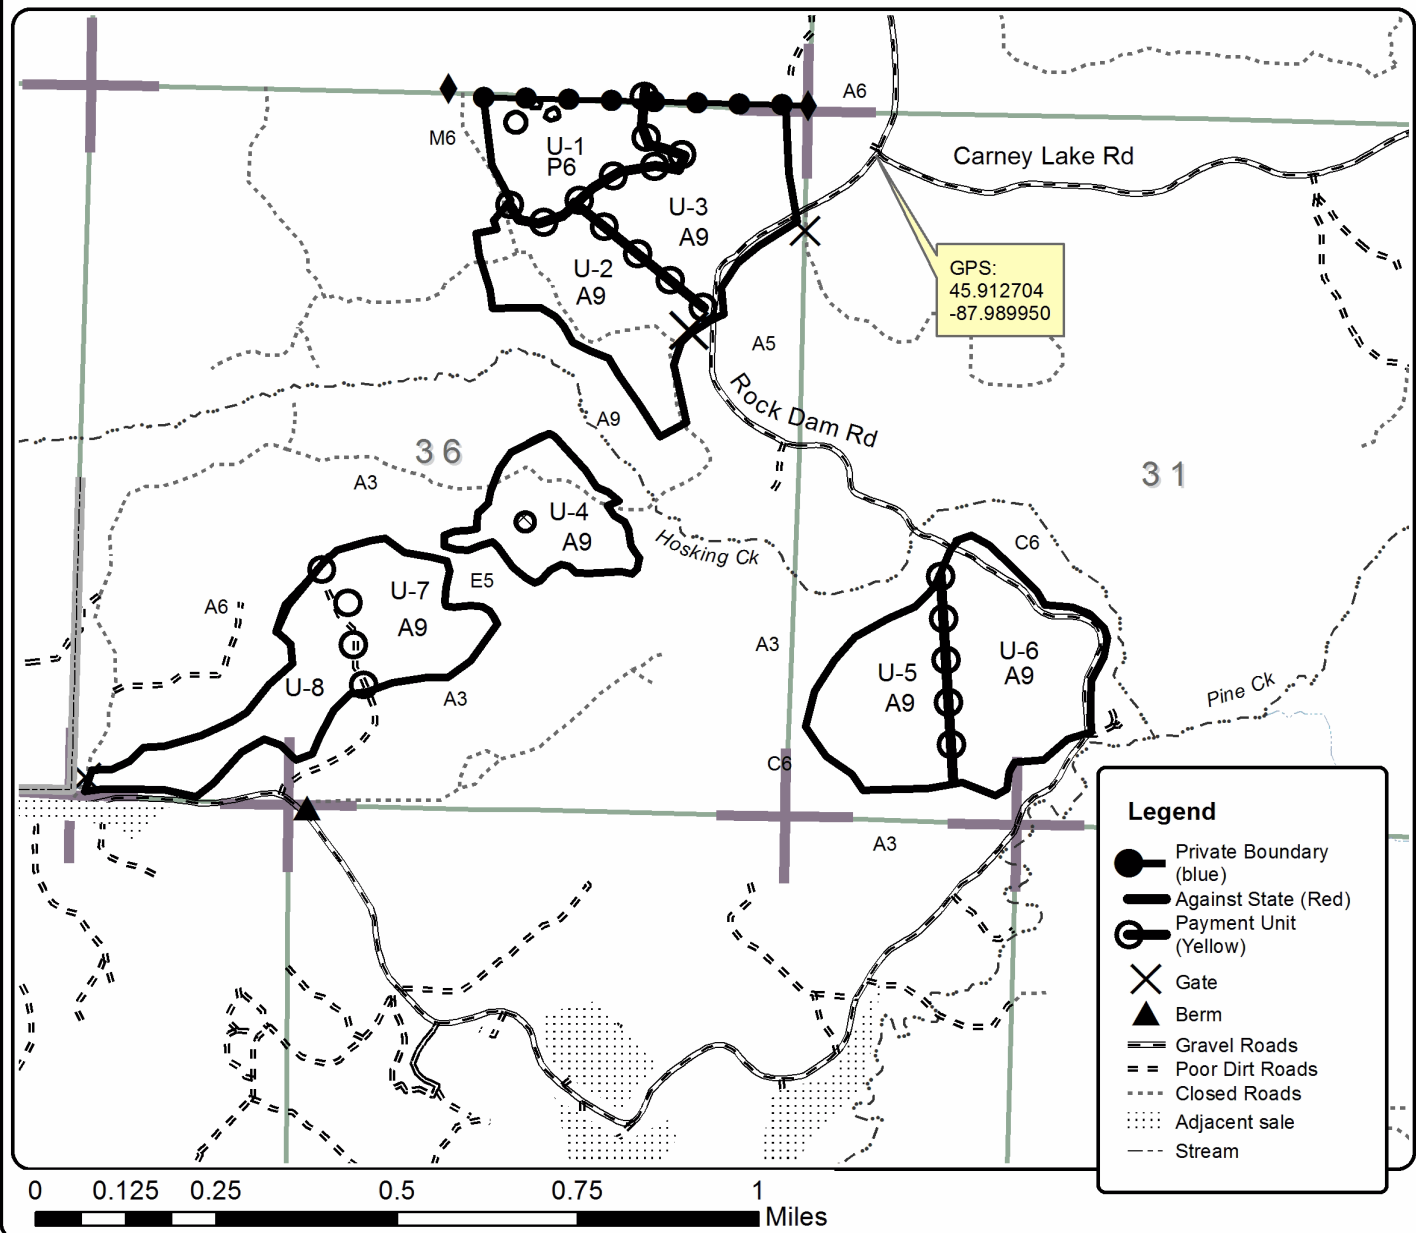 A6
M6
Carney Lake Rd
U-1
P6
U-3
A9
U-2
A9
GPS:
45.912704
-87.989950
A5
Rock Dam Rd
A9
36
31
A3
U-4
A9
Hosking Ck
C6
E5
U-7
A9
A6
A3
U-5
A9
U-6
A9
U-8
A3
Pine Ck
C6
A3
Legend
Private Boundary
(blue)
Against State (Red)
Payment Unit
(Yellow)
Gate
Berm
Gravel Roads
Poor Dirt Roads
Closed Roads
Adjacent sale
Stream
0 0.125 0.25 0.5 0.75 1
Miles